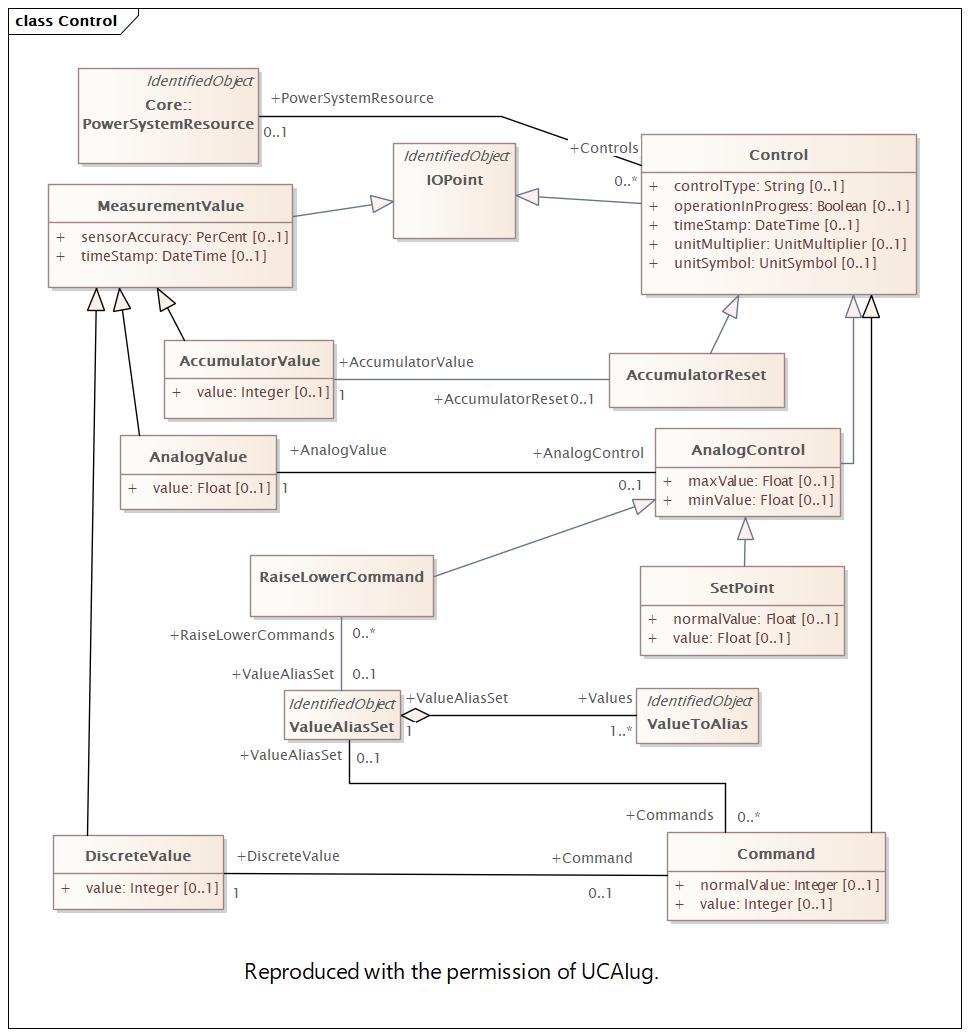 class Control
IdentifiedObject
Core::
PowerSystemResource
+PowerSystemResource
0..1
+Controls
0..*
IdentifiedObject
IOPoint
Control
+ controlType: String [0..1]
+ operationInProgress: Boolean [0..1]
+ timeStamp: DateTime [0..1]
+ unitMultiplier: UnitMultiplier [0..1]
+ unitSymbol: UnitSymbol [0..1]
MeasurementValue
+ sensorAccuracy: PerCent [0..1]
+ timeStamp: DateTime [0..1]
AccumulatorValue
+ value: Integer [0..1]
+AccumulatorValue
1
+AccumulatorReset 0..1
AccumulatorReset
AnalogValue
+ value: Float [0..1]
+AnalogValue
1
+AnalogControl
0..1
AnalogControl
+ maxValue: Float [0..1]
+ minValue: Float [0..1]
RaiseLowerCommand
SetPoint
+ normalValue: Float [0..1]
+ value: Float [0..1]
+RaiseLowerCommands 0..*
+ValueAliasSet 0..1
IdentifiedObject
ValueAliasSet
+ValueAliasSet
1
+Values
1..*
IdentifiedObject
ValueToAlias
+ValueAliasSet 0..1
+Commands 0..*
DiscreteValue
+ value: Integer [0..1]
+DiscreteValue
1
+Command
0..1
Command
+ normalValue: Integer [0..1]
+ value: Integer [0..1]
Reproduced with the permission of UCAIug.